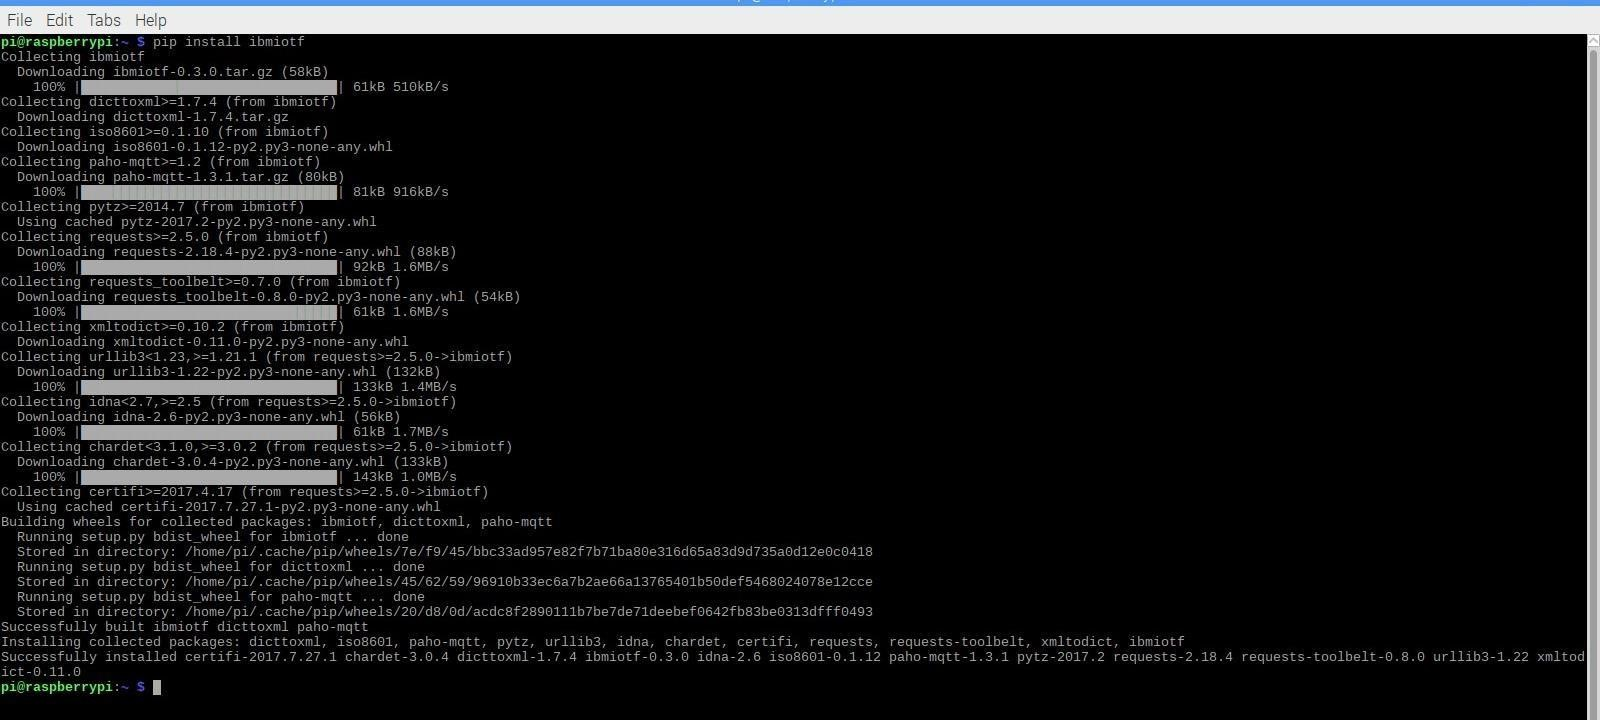 File Edit Tabs Help
pi@raspberrypi:~ $ pip install ibmiotf
Collecting ibmiotf
  Downloading ibmiotf-0.3.0.tar.gz (58kB)
    100% |████████████████████████████████| 61kB 510kB/s
Collecting dicttoxml>=1.7.4 (from ibmiotf)
  Downloading dicttoxml-1.7.4.tar.gz
Collecting iso8601>=0.1.10 (from ibmiotf)
  Downloading iso8601-0.1.12-py2.py3-none-any.whl
Collecting paho-mqtt>=1.2 (from ibmiotf)
  Downloading paho-mqtt-1.3.1.tar.gz (80kB)
    100% |████████████████████████████████| 81kB 916kB/s
Collecting pytz>=2014.7 (from ibmiotf)
  Using cached pytz-2017.2-py2.py3-none-any.whl
Collecting requests>=2.5.0 (from ibmiotf)
  Downloading requests-2.18.4-py2.py3-none-any.whl (88kB)
    100% |████████████████████████████████| 92kB 1.6MB/s
Collecting requests_toolbelt>=0.7.0 (from ibmiotf)
  Downloading requests_toolbelt-0.8.0-py2.py3-none-any.whl (54kB)
    100% |████████████████████████████████| 61kB 1.6MB/s
Collecting xmltodict>=0.10.2 (from ibmiotf)
  Downloading xmltodict-0.11.0-py2.py3-none-any.whl
Collecting urllib3<1.23,>=1.21.1 (from requests>=2.5.0->ibmiotf)
  Downloading urllib3-1.22-py2.py3-none-any.whl (132kB)
    100% |████████████████████████████████| 133kB 1.4MB/s
Collecting idna<2.7,>=2.5 (from requests>=2.5.0->ibmiotf)
  Downloading idna-2.6-py2.py3-none-any.whl (56kB)
    100% |████████████████████████████████| 61kB 1.7MB/s
Collecting chardet<3.1.0,>=3.0.2 (from requests>=2.5.0->ibmiotf)
  Downloading chardet-3.0.4-py2.py3-none-any.whl (133kB)
    100% |████████████████████████████████| 143kB 1.0MB/s
Collecting certifi>=2017.4.17 (from requests>=2.5.0->ibmiotf)
  Using cached certifi-2017.7.27.1-py2.py3-none-any.whl
Building wheels for collected packages: ibmiotf, dicttoxml, paho-mqtt
  Running setup.py bdist_wheel for ibmiotf ... done
  Stored in directory: /home/pi/.cache/pip/wheels/7e/f9/45/bbc33ad957e82f7b71ba80e316d65a83d9d735a0d12e0c0418
  Running setup.py bdist_wheel for dicttoxml ... done
  Stored in directory: /home/pi/.cache/pip/wheels/45/62/59/96910b33ec6a7b2ae66a13765401b50def5468024078e12cce
  Running setup.py bdist_wheel for paho-mqtt ... done
  Stored in directory: /home/pi/.cache/pip/wheels/20/d8/0d/acdc8f2890111b7be7de71deebef0642fb83be0313dfff0493
Successfully built ibmiotf dicttoxml paho-mqtt
Installing collected packages: dicttoxml, iso8601, paho-mqtt, pytz, urllib3, idna, chardet, certifi, requests, requests-toolbelt, xmltodict, ibmiotf
Successfully installed certifi-2017.7.27.1 chardet-3.0.4 dicttoxml-1.7.4 ibmiotf-0.3.0 idna-2.6 iso8601-0.1.12 paho-mqtt-1.3.1 pytz-2017.2 requests-2.18.4 requests-toolbelt-0.8.0 urllib3-1.22 xmltod
ict-0.11.0
pi@raspberrypi:~ $